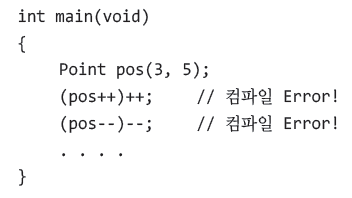 int main(void)
{
    Point pos(3, 5);
    (pos++)++;    // 컴파일 Error!
    (pos--)--;    // 컴파일 Error!
    . . . .
}